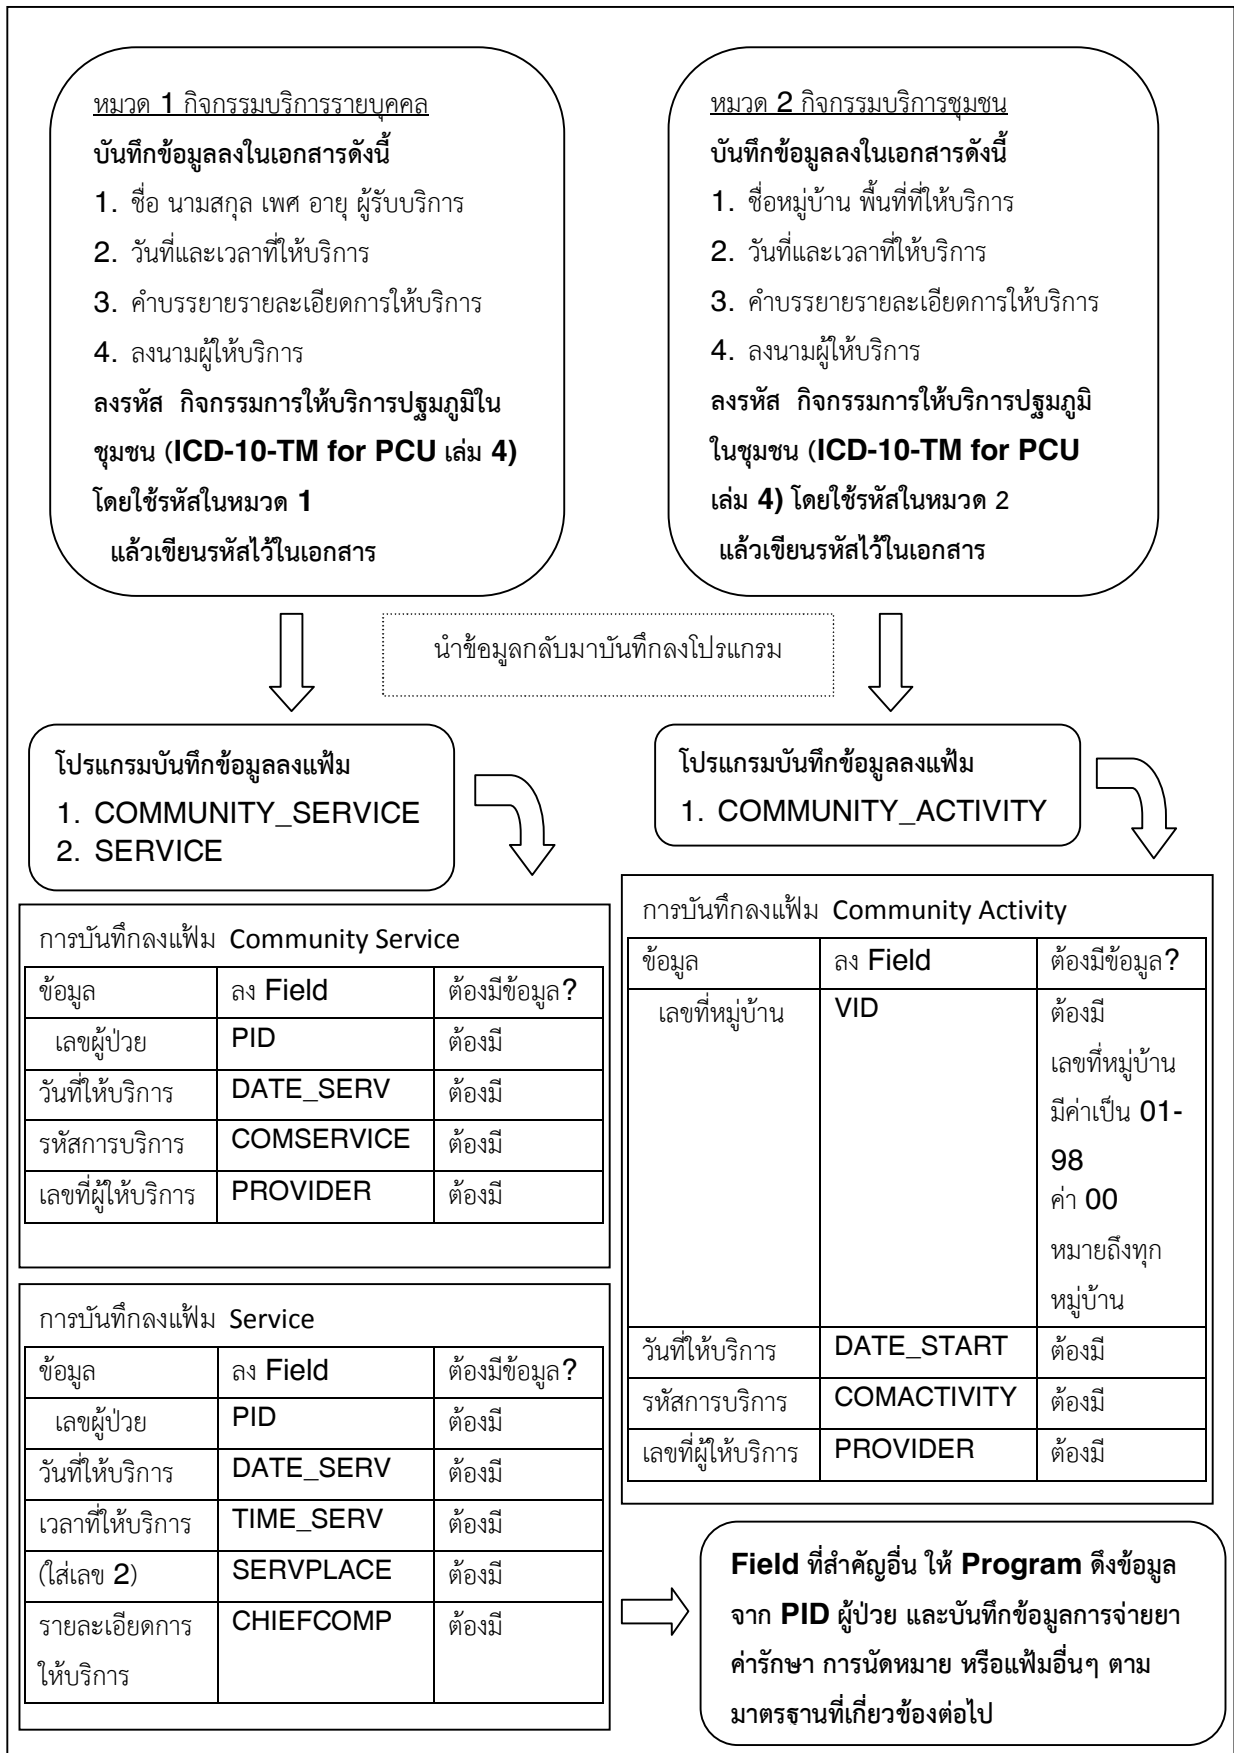 หมวด 1 กิจกรรมบริการรายบุคคล
บันทึกข้อมูลลงในเอกสารดังนี้
1. ชื่อ นามสกุล เพศ อายุ ผู้รับบริการ
2. วันที่และเวลาที่ให้บริการ
3. คำบรรยายรายละเอียดการให้บริการ
4. ลงนามผู้ให้บริการ
ลงรหัส กิจกรรมการให้บริการปฐมภูมิใน
ชุมชน (ICD-10-TM for PCU เล่ม 4)
โดยใช้รหัสในหมวด 1
แล้วเขียนรหัสไว้ในเอกสาร
หมวด 2 กิจกรรมบริการชุมชน
บันทึกข้อมูลลงในเอกสารดังนี้
1. ชื่อหมู่บ้าน พื้นที่ที่ให้บริการ
2. วันที่และเวลาที่ให้บริการ
3. คำบรรยายรายละเอียดการให้บริการ
4. ลงนามผู้ให้บริการ
ลงรหัส กิจกรรมการให้บริการปฐมภูมิ
ในชุมชน (ICD-10-TM for PCU
เล่ม 4) โดยใช้รหัสในหมวด 2
แล้วเขียนรหัสไว้ในเอกสาร
นำข้อมูลกลับมาบันทึกลงโปรแกรม
โปรแกรมบันทึกข้อมูลลงแฟ้ม
1. COMMUNITY_SERVICE
2. SERVICE
โปรแกรมบันทึกข้อมูลลงแฟ้ม
1. COMMUNITY_ACTIVITY
การบันทึกลงแฟ้ม Community Service
ข้อมูล ลง Field ต้องมีข้อมูล?
เลขผู้ป่วย PID ต้องมี
วันที่ให้บริการ DATE_SERV ต้องมี
รหัสการบริการ COMSERVICE ต้องมี
เลขที่ผู้ให้บริการ PROVIDER ต้องมี
การบันทึกลงแฟ้ม Service
ข้อมูล ลง Field ต้องมีข้อมูล?
เลขผู้ป่วย PID ต้องมี
วันที่ให้บริการ DATE_SERV ต้องมี
เวลาที่ให้บริการ TIME_SERV ต้องมี
(ใส่เลข 2) SERVPLACE ต้องมี
รายละเอียดการ CHIEFCOMP ต้องมี
ให้บริการ
การบันทึกลงแฟ้ม Community Activity
ข้อมูล ลง Field ต้องมีข้อมูล?
เลขที่หมู่บ้าน VID ต้องมี
เลขที่หมู่บ้าน
มีค่าเป็น 01-
98
ค่า 00
หมายถึงทุก
หมู่บ้าน
วันที่ให้บริการ DATE_START ต้องมี
รหัสการบริการ COMACTIVITY ต้องมี
เลขที่ผู้ให้บริการ PROVIDER ต้องมี
Field ที่สำคัญอื่น ให้ Program ดึงข้อมูล
จาก PID ผู้ป่วย และบันทึกข้อมูลการจ่ายยา
ค่ารักษา การนัดหมาย หรือแฟ้มอื่นๆ ตาม
มาตรฐานที่เกี่ยวข้องต่อไป